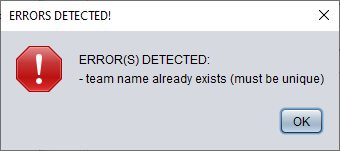 ERRORS DETECTED!
ERROR(S) DETECTED:
- team name already exists (must be unique)
OK